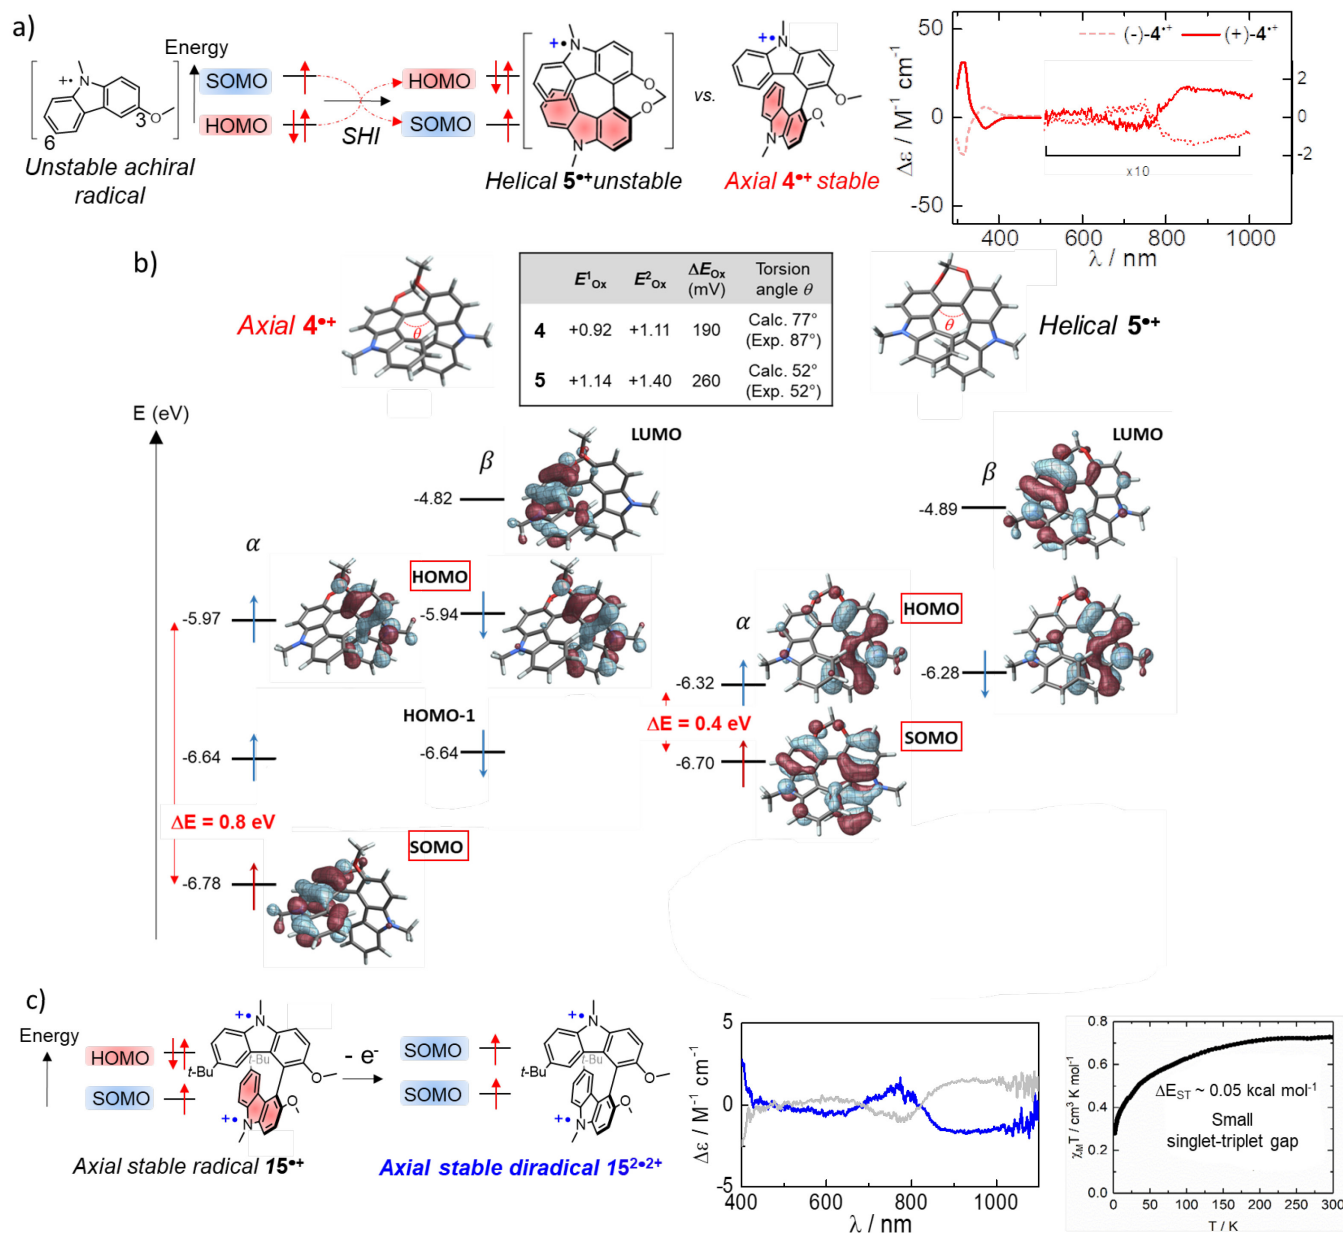 a)
Energy
SOMO
HOMO
SHI
HOMO
SOMO
+•
N
3
O
6
Unstable achiral
radical
+•
N
O
O
N
Helical 5•+ unstable
vs.
+•
N
O
O
N
Axial 4•+ stable
Δε / M⁻¹ cm⁻¹
50
0
-50
(-)-4•+
(+)-4•+
2
0
-2
x10
400 600 800 1000
λ / nm
b)
Axial 4•+
θ
E¹Ox E²Ox ΔEOx (mV) Torsion angle θ
4 +0.92 +1.11 190 Calc. 77° (Exp. 87°)
5 +1.14 +1.40 260 Calc. 52° (Exp. 52°)
θ
Helical 5•+
E (eV)
LUMO
β
-4.82
α
HOMO
-5.97
-5.94
HOMO-1
-6.64
-6.64
ΔE = 0.8 eV
SOMO
-6.78
LUMO
β
-4.89
α
HOMO
-6.32
-6.28
ΔE = 0.4 eV
SOMO
-6.70
c)
Energy
HOMO
SOMO
+•
N
t-Bu
t-Bu
O
O
+•
N
Axial stable radical 15•+
- e⁻
SOMO
SOMO
+•
N
t-Bu
t-Bu
O
O
+•
N
Axial stable diradical 15²•²⁺
Δε / M⁻¹ cm⁻¹
5
0
-5
400 600 800 1000
λ / nm
χMT / cm³ K mol⁻¹
0.8
0.6
0.4
0.2
0.0
ΔEST ~ 0.05 kcal mol⁻¹
Small
singlet-triplet gap
0 50 100 150 200 250 300
T / K